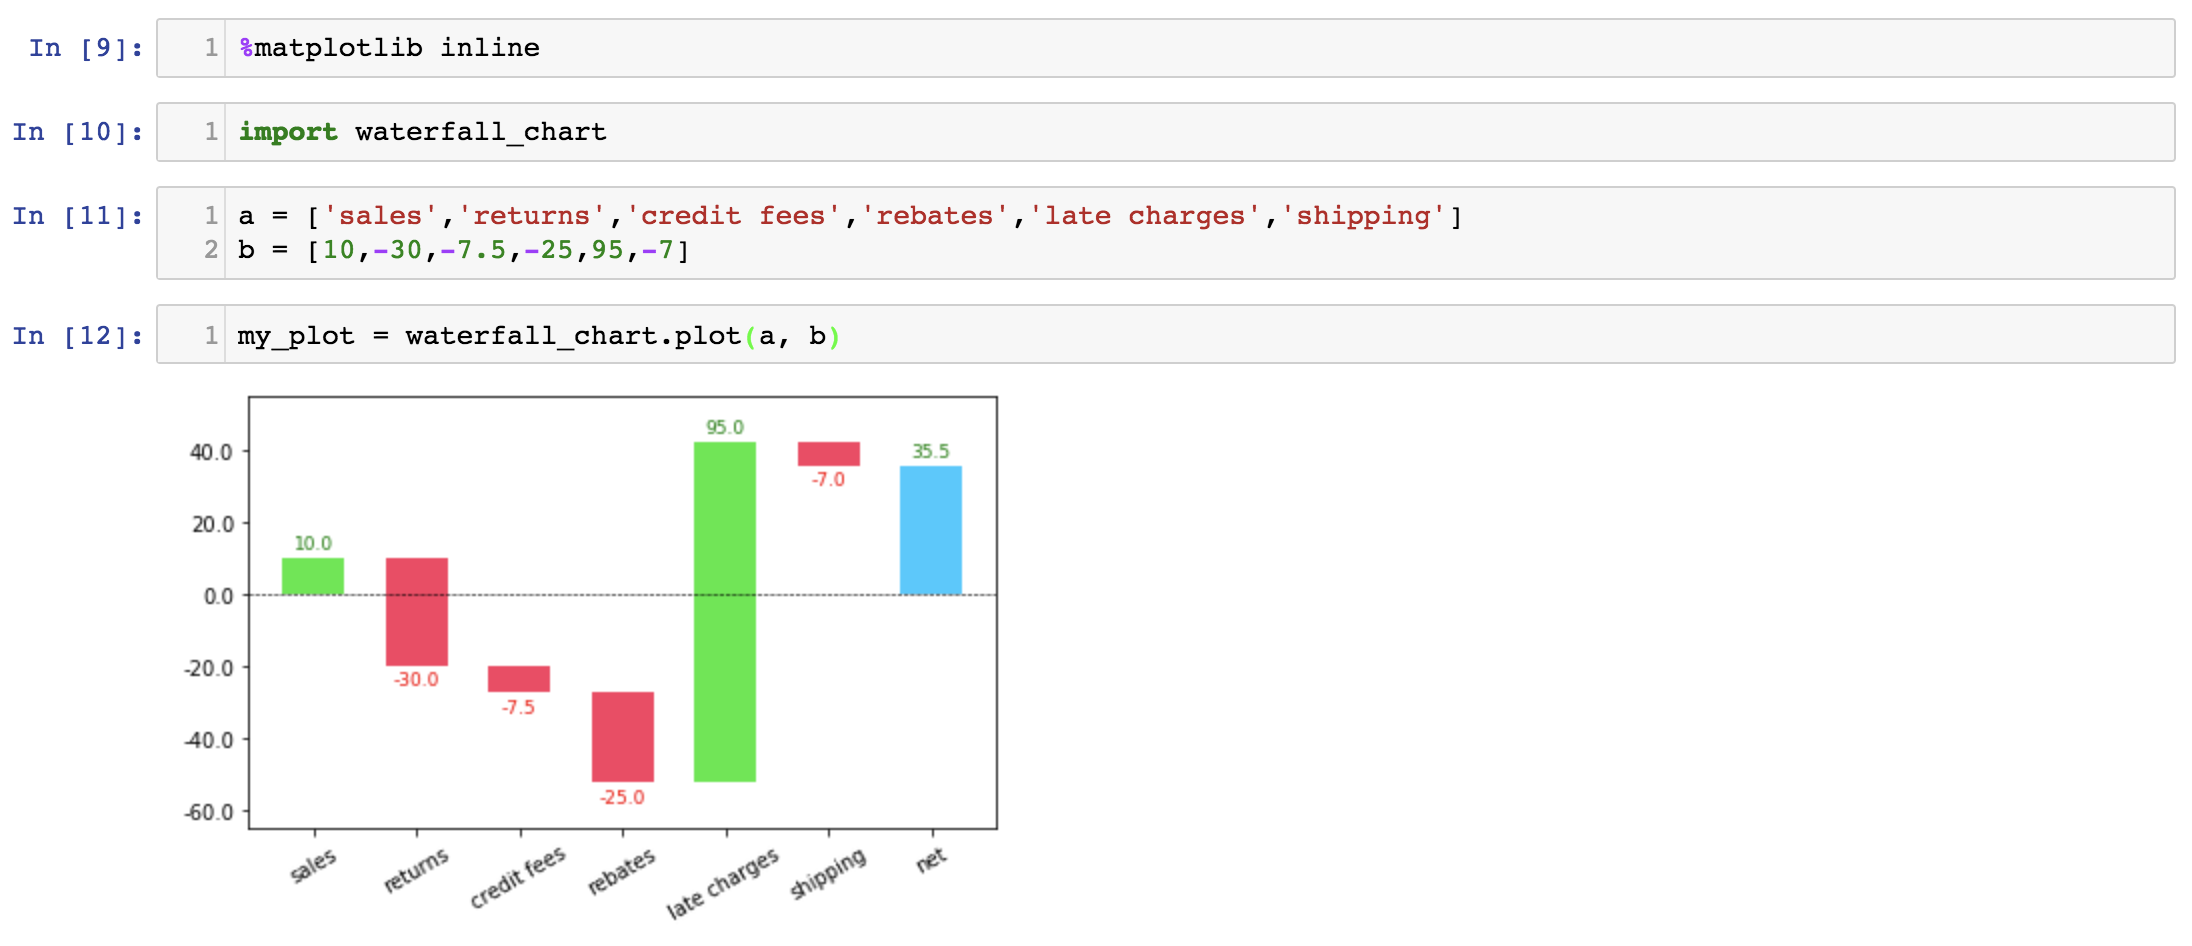 In [9]: 1 %matplotlib inline
In [10]: 1 import waterfall_chart
In [11]: 1 a = ['sales','returns','credit fees','rebates','late charges','shipping']
2 b = [10,-30,-7.5,-25,95,-7]
In [12]: 1 my_plot = waterfall_chart.plot(a, b)
95.0
40.0
35.5
-7.0
20.0
10.0
0.0
-20.0
-30.0
-7.5
-40.0
-25.0
-60.0
sales returns credit fees rebates late charges shipping net